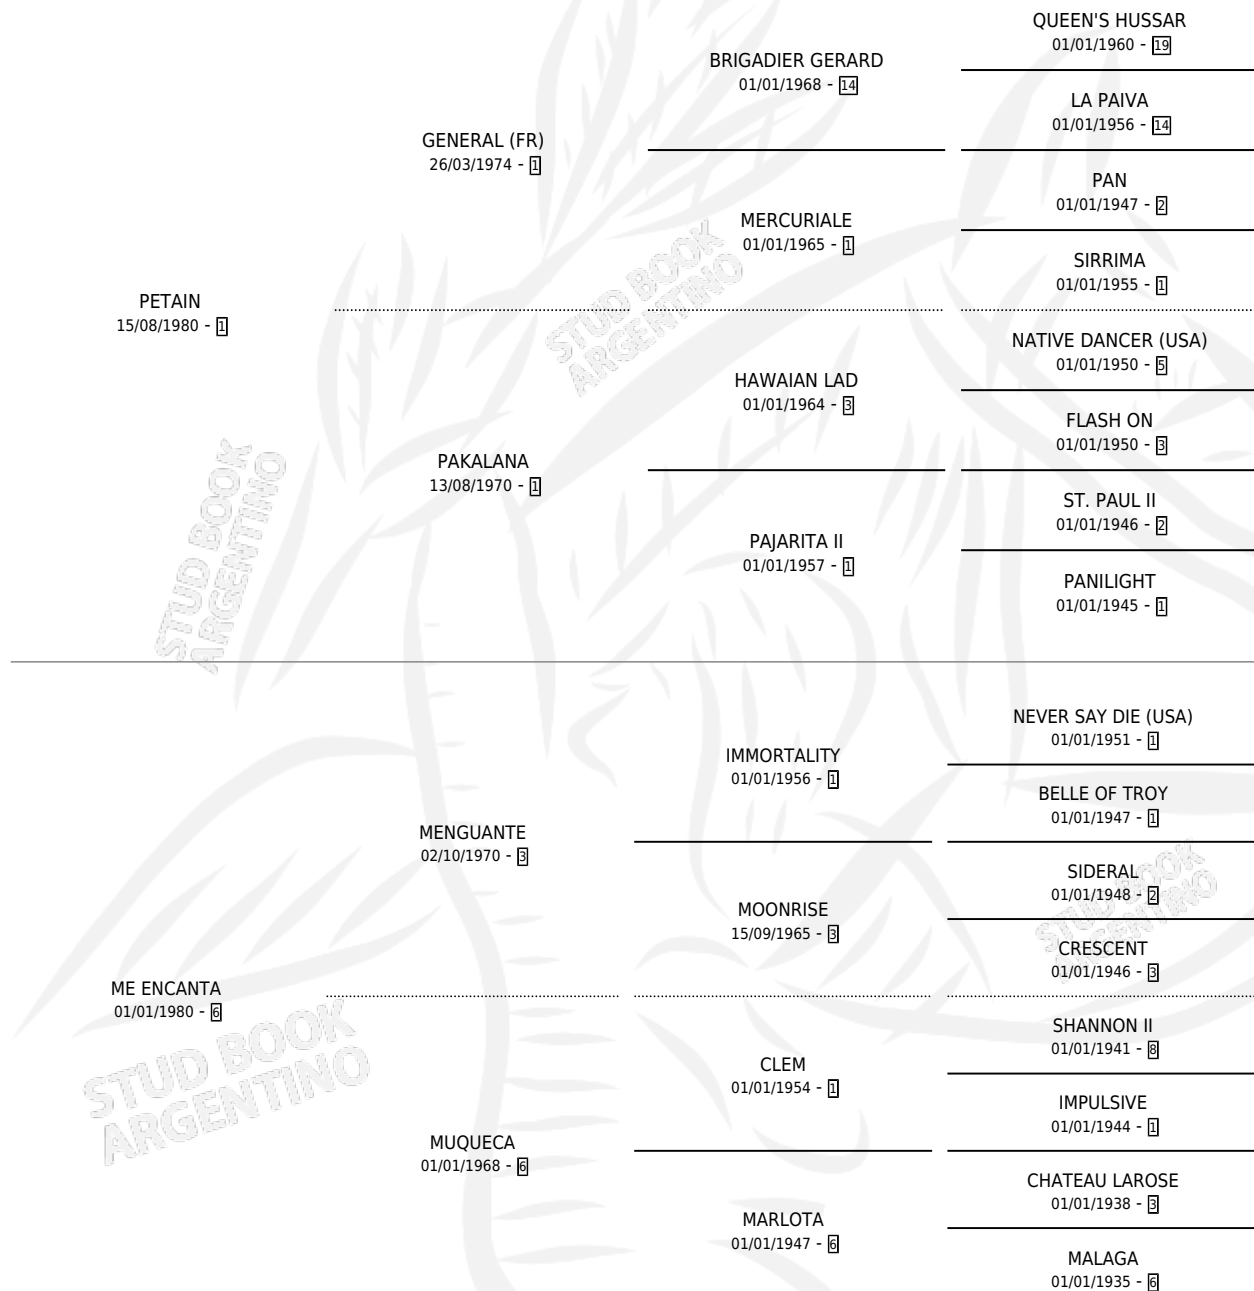 QUEEN'S HUSSAR
01/01/1960 - 19
BRIGADIER GERARD
01/01/1968 - 14
LA PAIVA
01/01/1956 - 14
GENERAL (FR)
26/03/1974 - 1
PAN
01/01/1947 - 2
MERCURIALE
01/01/1965 - 1
SIRRIMA
01/01/1955 - 1
PETAIN
15/08/1980 - 1
STUD BOOK
ARGENTINO
NATIVE DANCER (USA)
01/01/1950 - 5
HAWAIAN LAD
01/01/1964 - 3
FLASH ON
01/01/1950 - 3
PAKALANA
13/08/1970 - 1
ST. PAUL II
01/01/1946 - 2
PAJARITA II
01/01/1957 - 1
PANILIGHT
01/01/1945 - 1
STUD BOOK
ARGENTINO
NEVER SAY DIE (USA)
01/01/1951 - 1
IMMORTALITY
01/01/1956 - 1
BELLE OF TROY
01/01/1947 - 1
MENGUANTE
02/10/1970 - 3
SIDERAL
01/01/1948 - 2
MOONRISE
15/09/1965 - 3
CRESCENT
01/01/1946 - 3
STUD BOOK
ARGENTINO
ME ENCANTA
01/01/1980 - 6
SHANNON II
01/01/1941 - 8
CLEM
01/01/1954 - 1
IMPULSIVE
01/01/1944 - 1
STUD BOOK
ARGENTINO
MUQUECA
01/01/1968 - 6
CHATEAU LAROSE
01/01/1938 - 3
MARLOTA
01/01/1947 - 6
MALAGA
01/01/1935 - 6